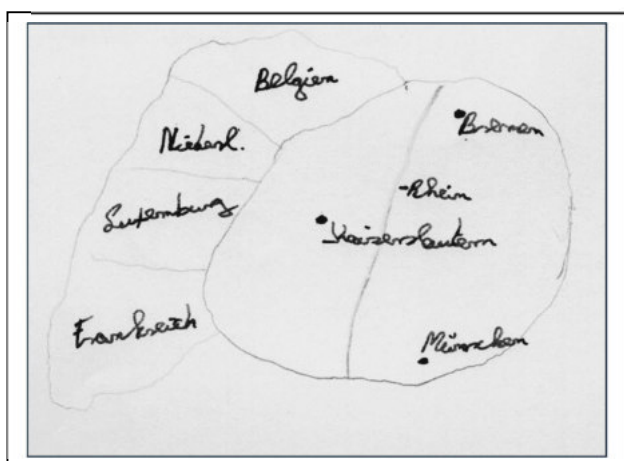 Belgien
Bremen
Niederl.
Rhein
Luxemburg
Kaiserslautern
Frankreich
München